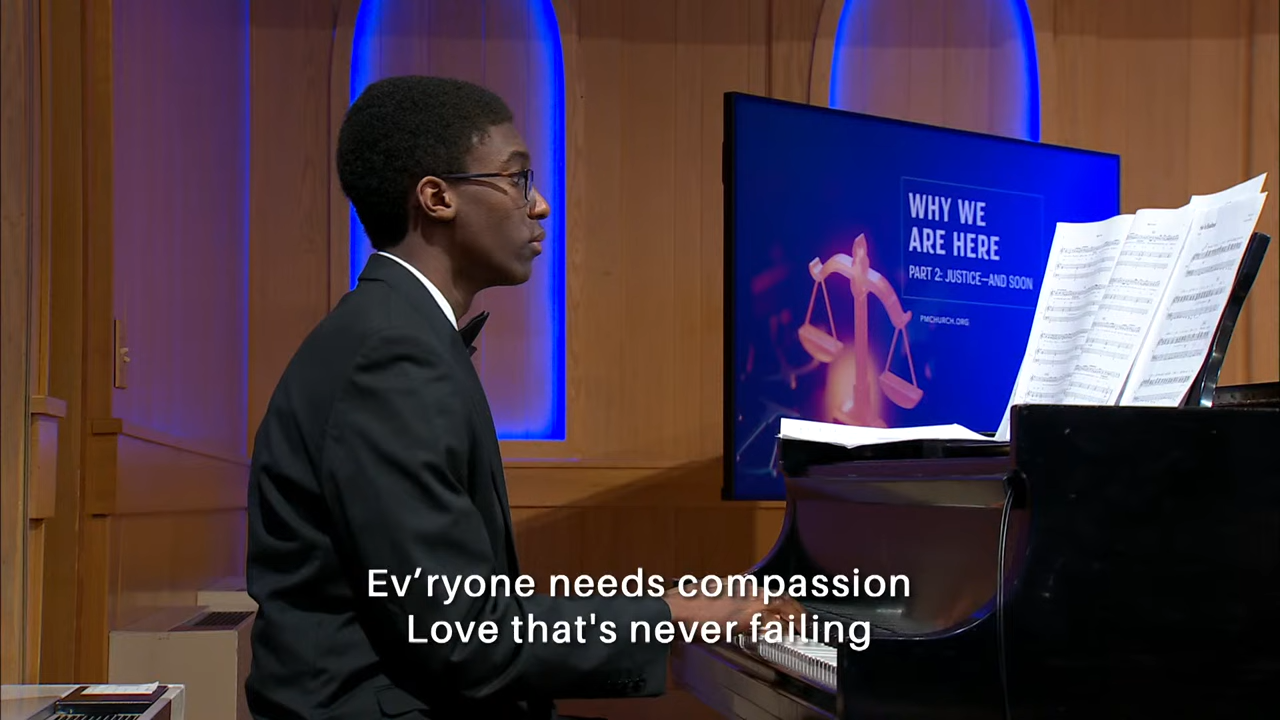 WHY WE
ARE HERE
PART 2: JUSTICE—AND SOON
PMCHURCH.ORG
Ev’ryone needs compassion
Love that's never failing